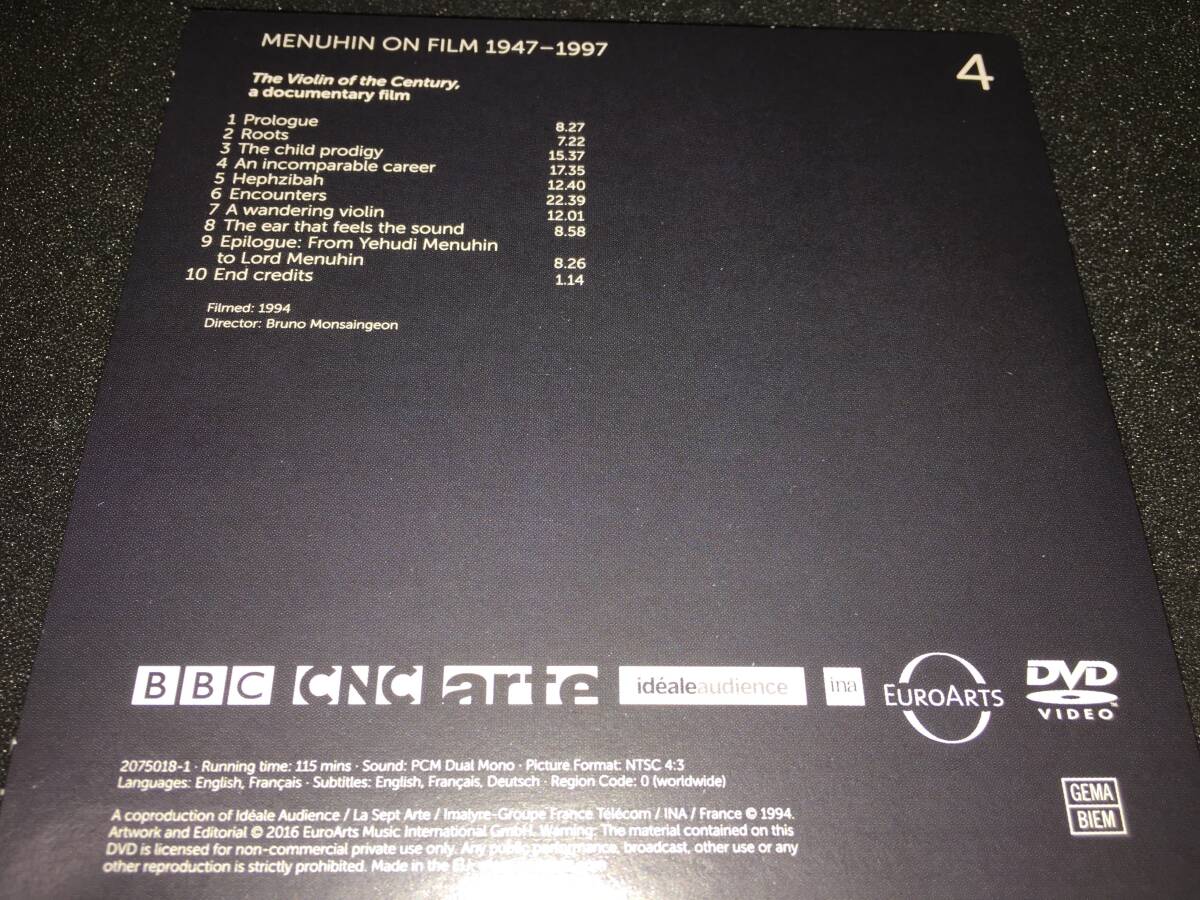 MENUHIN ON FILM 1947–1997
4
The Violin of the Century,
a documentary film
1 Prologue 8.27
2 Roots 7.22
3 The child prodigy 15.37
4 An incomparable career 17.35
5 Hephzibah 12.40
6 Encounters 22.39
7 A wandering violin 12.01
8 The ear that feels the sound 8.58
9 Epilogue: From Yehudi Menuhin
to Lord Menuhin 8.26
10 End credits 1.14
Filmed: 1994
Director: Bruno Monsaingeon
BBC CNC arte idéaleaudience ina EUROARTS DVD VIDEO
2075018-1 · Running time: 115 mins · Sound: PCM Dual Mono · Picture Format: NTSC 4:3
Languages: English, Français · Subtitles: English, Français, Deutsch · Region Code: 0 (worldwide)
GEMA
BIEM
A coproduction of Idéale Audience / La Sept Arte / Imalyre-Groupe France Télécom / INA / France © 1994.
Artwork and Editorial © 2016 EuroArts Music International GmbH. Warning: The material contained on this
DVD is licensed for non-commercial private use only. Any public performance, broadcast, other use or any
other reproduction is strictly prohibited. Made in the